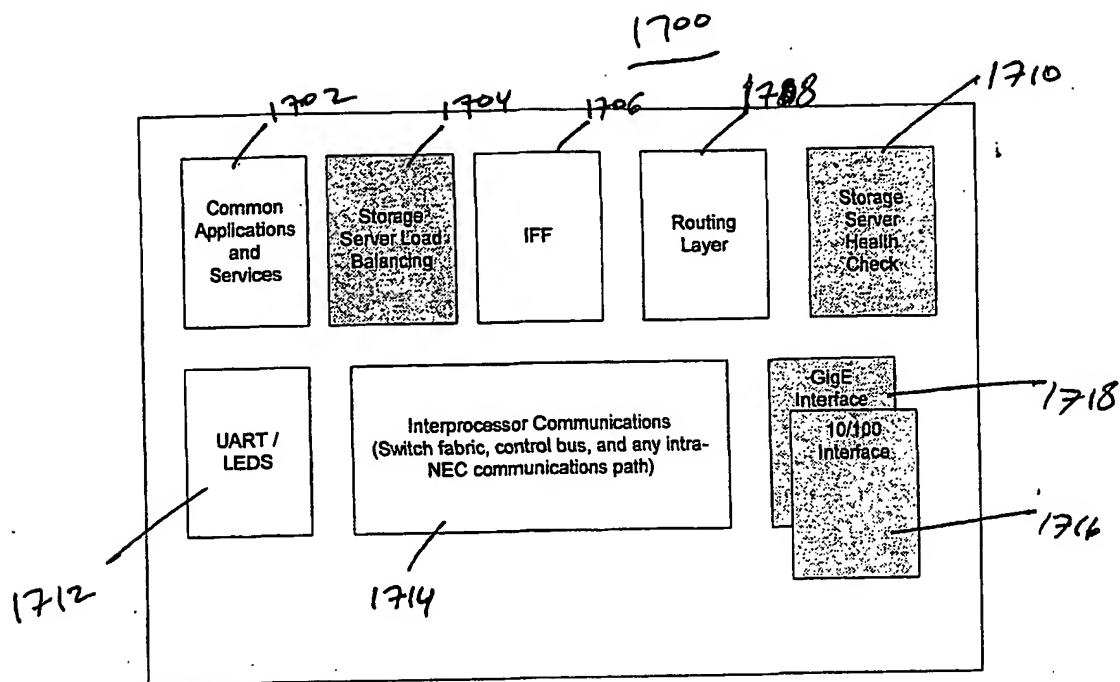 1700
1702
1704
1706
1708
1710
Common
Applications
and
Services
Storage
Server Load
Balancing
IFF
Routing
Layer
Storage
Server
Health
Check
UART /
LEDS
Interprocessor Communications
(Switch fabric, control bus, and any intra-
NEC communications path)
GigE
Interface
10/100
Interface
1718
1716
1712
1714